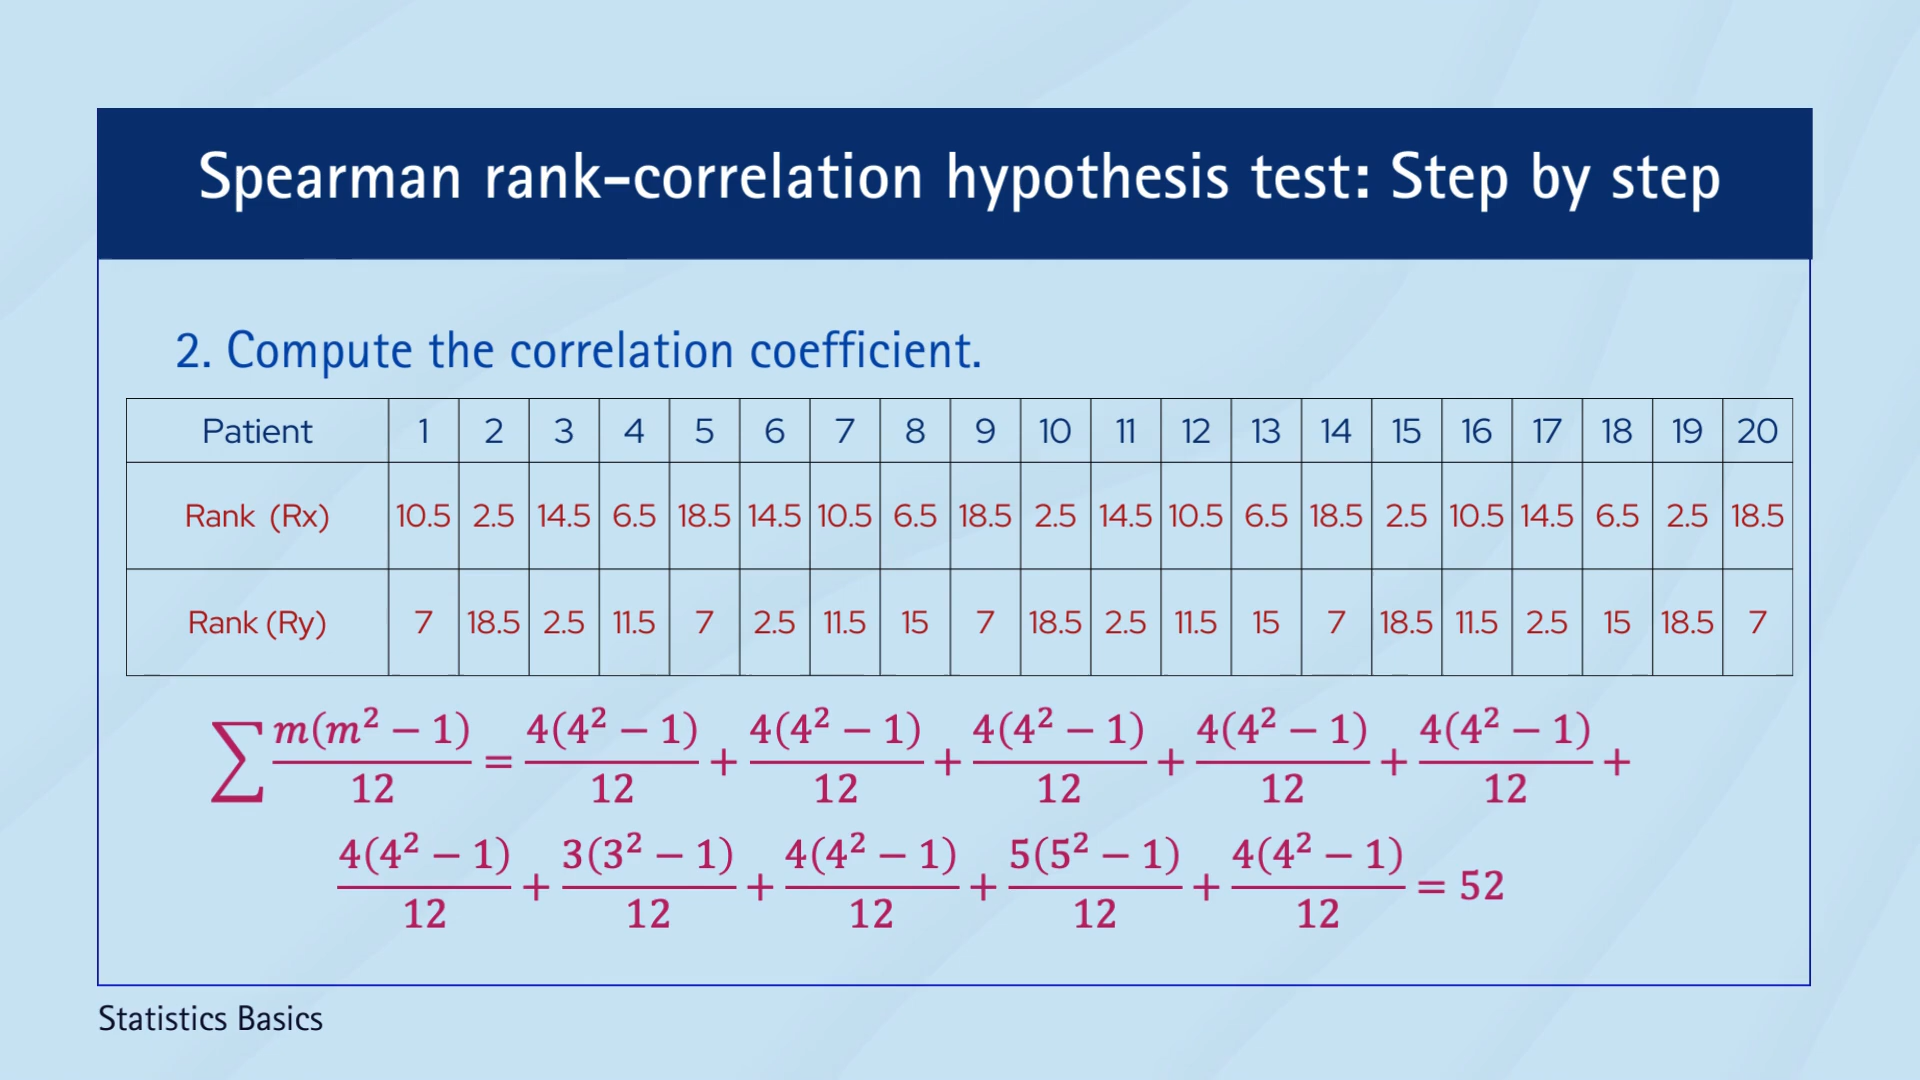 Spearman rank-correlation hypothesis test: Step by step
2. Compute the correlation coefficient.
Patient 1 2 3 4 5 6 7 8 9 10 11 12 13 14 15 16 17 18 19 20
Rank (Rx) 10.5 2.5 14.5 6.5 18.5 14.5 10.5 6.5 18.5 2.5 14.5 10.5 6.5 18.5 2.5 10.5 14.5 6.5 2.5 18.5
Rank (Ry) 7 18.5 2.5 11.5 7 2.5 11.5 15 7 18.5 2.5 11.5 15 7 18.5 11.5 2.5 15 18.5 7
∑ m(m² − 1)/12 = 4(4² − 1)/12 + 4(4² − 1)/12 + 4(4² − 1)/12 + 4(4² − 1)/12 + 4(4² − 1)/12 +
4(4² − 1)/12 + 3(3² − 1)/12 + 4(4² − 1)/12 + 5(5² − 1)/12 + 4(4² − 1)/12 = 52
Statistics Basics